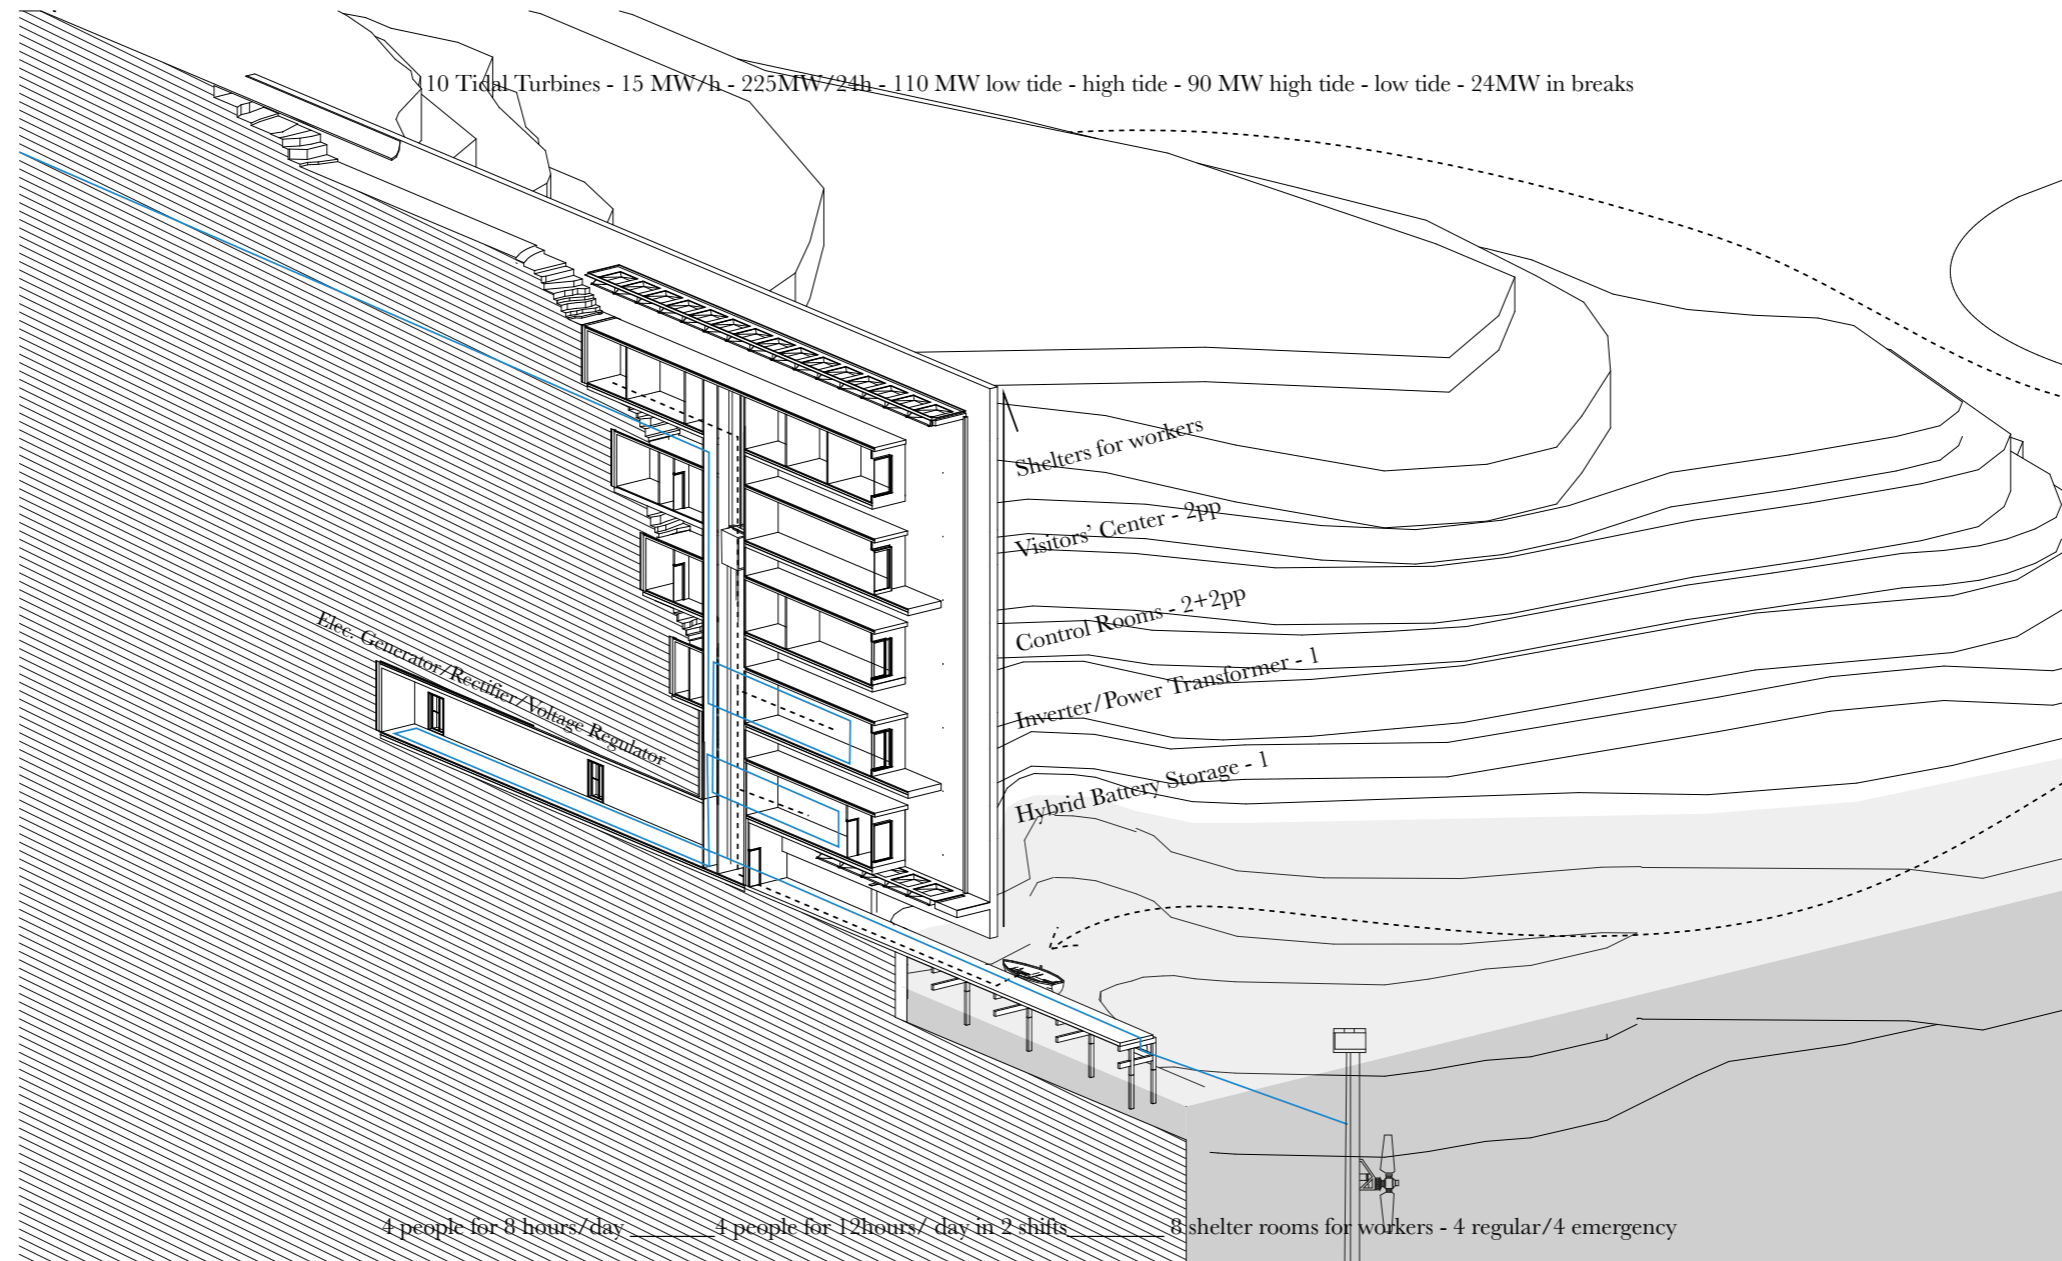 10 Tidal Turbines - 15 MW/h - 225MW/24h - 110 MW low tide - high tide - 90 MW high tide - low tide - 24MW in breaks
Shelters for workers
Visitors’ Center - 2pp
Control Rooms - 2+2pp
Elec. Generator/Rectifier/Voltage Regulator
Inverter/Power Transformer - 1
Hybrid Battery Storage - 1
4 people for 8 hours/day ________4 people for 12hours/ day in 2 shifts_________ 8 shelter rooms for workers - 4 regular/4 emergency